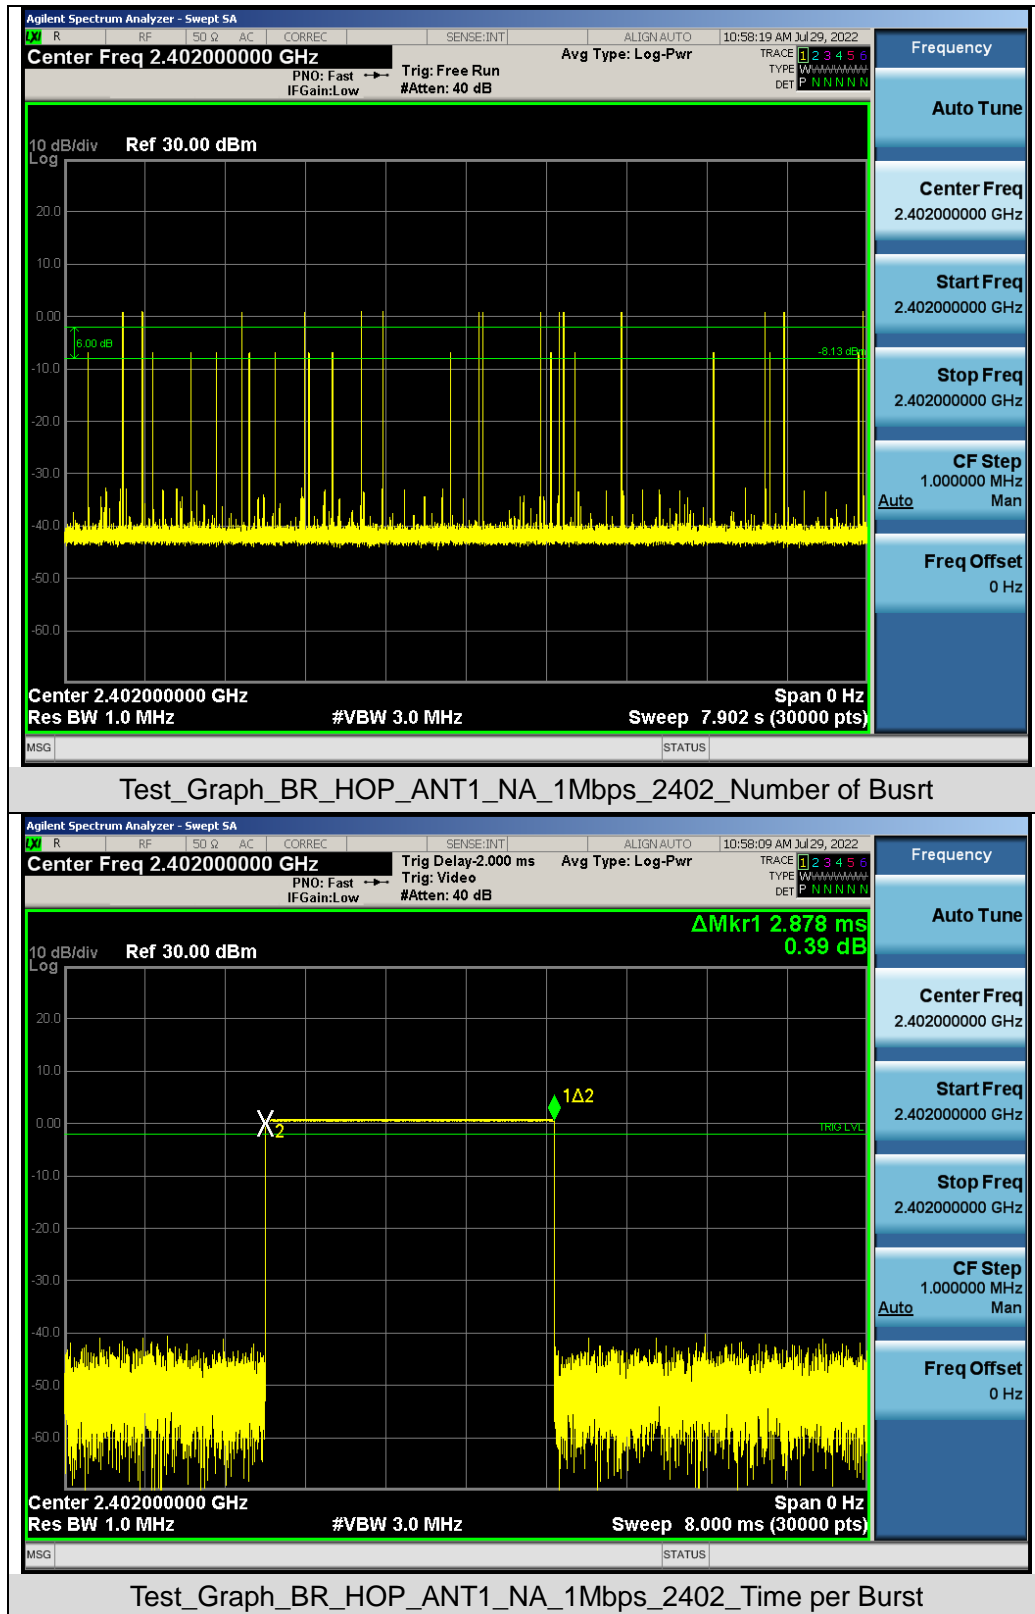 Agilent Spectrum Analyzer - Swept SA
LXI R RF 50 Ω AC CORREC SENSE:INT ALIGN AUTO 10:58:19 AM Jul 29, 2022
Center Freq 2.402000000 GHz
PNO: Fast
IFGain:Low
Trig: Free Run
#Atten: 40 dB
Avg Type: Log-Pwr
TRACE 1 2 3 4 5 6
TYPE
DET P N N N N N
10 dB/div Ref 30.00 dBm
Log
20.0
10.0
0.00
6.00 dB
-8.13 dBm
-10.0
-20.0
-30.0
-40.0
-50.0
-60.0
Center 2.402000000 GHz Span 0 Hz
Res BW 1.0 MHz #VBW 3.0 MHz Sweep 7.902 s (30000 pts)
MSG STATUS
Frequency
Auto Tune
Center Freq
2.402000000 GHz
Start Freq
2.402000000 GHz
Stop Freq
2.402000000 GHz
CF Step
1.000000 MHz
Auto Man
Freq Offset
0 Hz
Test_Graph_BR_HOP_ANT1_NA_1Mbps_2402_Number of Busrt
Agilent Spectrum Analyzer - Swept SA
LXI R RF 50 Ω AC CORREC SENSE:INT ALIGN AUTO 10:58:09 AM Jul 29, 2022
Center Freq 2.402000000 GHz
PNO: Fast
IFGain:Low
Trig Delay-2.000 ms
Trig: Video
#Atten: 40 dB
Avg Type: Log-Pwr
TRACE 1 2 3 4 5 6
TYPE
DET P N N N N N
ΔMkr1 2.878 ms
0.39 dB
10 dB/div Ref 30.00 dBm
Log
20.0
10.0
1Δ2
0.00
2
TRIG LVL
-10.0
-20.0
-30.0
-40.0
-50.0
-60.0
Center 2.402000000 GHz Span 0 Hz
Res BW 1.0 MHz #VBW 3.0 MHz Sweep 8.000 ms (30000 pts)
MSG STATUS
Frequency
Auto Tune
Center Freq
2.402000000 GHz
Start Freq
2.402000000 GHz
Stop Freq
2.402000000 GHz
CF Step
1.000000 MHz
Auto Man
Freq Offset
0 Hz
Test_Graph_BR_HOP_ANT1_NA_1Mbps_2402_Time per Burst